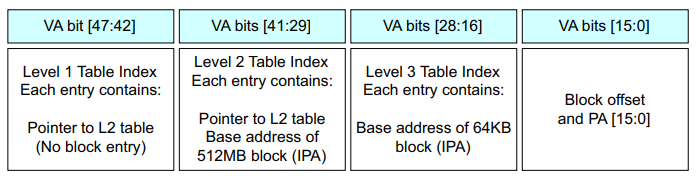 VA bit [47:42]
VA bits [41:29]
VA bits [28:16]
VA bits [15:0]
Level 1 Table Index
Each entry contains:
Pointer to L2 table
(No block entry)
Level 2 Table Index
Each entry contains:
Pointer to L2 table
Base address of
512MB block (IPA)
Level 3 Table Index
Each entry contains:
Base address of 64KB
block (IPA)
Block offset
and PA [15:0]